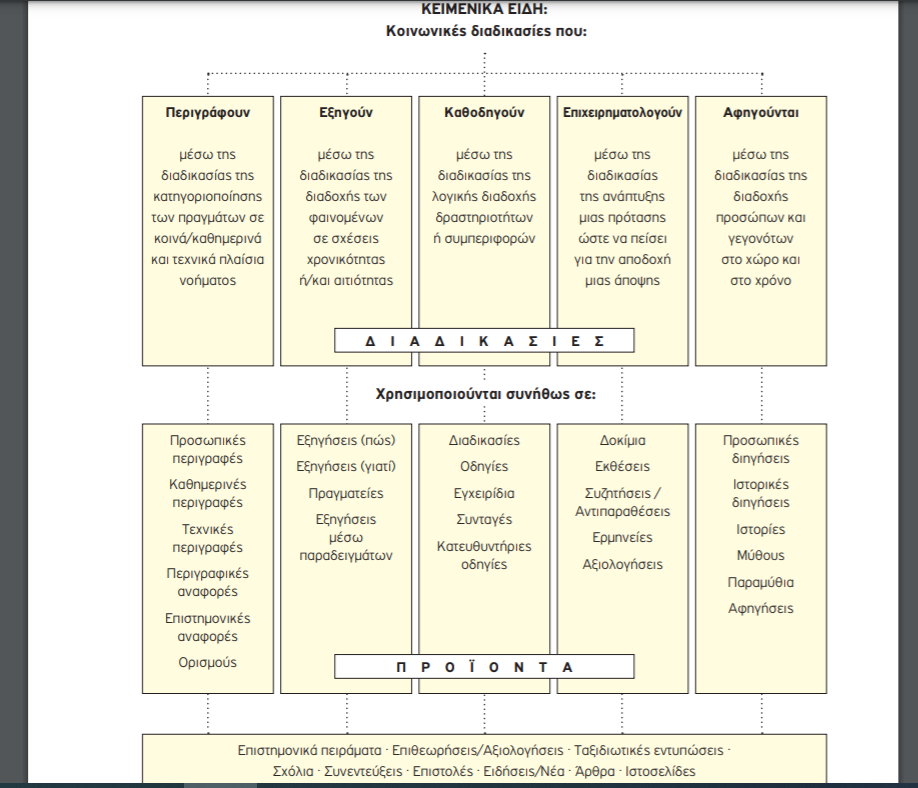 ΚΕΙΜΕΝΙΚΑ ΕΙΔΗ:
Κοινωνικές διαδικασίες που:
Περιγράφουν
μέσω της
διαδικασίας της
κατηγοριοποίησης
των πραγμάτων σε
κοινά/καθημερινά
και τεχνικά πλαίσια
νοήματος
Εξηγούν
μέσω της
διαδικασίας της
διαδοχής των
φαινομένων
σε σχέσεις
χρονικότητας
ή/και αιτιότητας
Καθοδηγούν
μέσω της
διαδικασίας της
λογικής διαδοχής
δραστηριοτήτων
ή συμπεριφορών
Επιχειρηματολογούν
μέσω της
διαδικασίας
της ανάπτυξης
μιας πρότασης
ώστε να πείσει
για την αποδοχή
μιας άποψης
Αφηγούνται
μέσω της
διαδικασίας της
διαδοχής
προσώπων και
γεγονότων
στο χώρο και
στο χρόνο
Δ Ι Α Δ Ι Κ Α Σ Ι Ε Σ
Χρησιμοποιούνται συνήθως σε:
Προσωπικές
περιγραφές
Καθημερινές
περιγραφές
Τεχνικές
περιγραφές
Περιγραφικές
αναφορές
Επιστημονικές
αναφορές
Ορισμούς
Εξηγήσεις (πώς)
Εξηγήσεις (γιατί)
Πραγματείες
Εξηγήσεις
μέσω
παραδειγμάτων
Διαδικασίες
Οδηγίες
Εγχειρίδια
Συνταγές
Κατευθυντήριες
οδηγίες
Δοκίμια
Εκθέσεις
Συζητήσεις /
Αντιπαραθέσεις
Ερμηνείες
Αξιολογήσεις
Προσωπικές
διηγήσεις
Ιστορικές
διηγήσεις
Ιστορίες
Μύθους
Παραμύθια
Αφηγήσεις
Π Ρ Ο Ϊ Ο Ν Τ Α
Επιστημονικά πειράματα · Επιθεωρήσεις/Αξιολογήσεις · Ταξιδιωτικές εντυπώσεις ·
Σχόλια · Συνεντεύξεις · Επιστολές · Ειδήσεις/Νέα · Άρθρα · Ιστοσελίδες